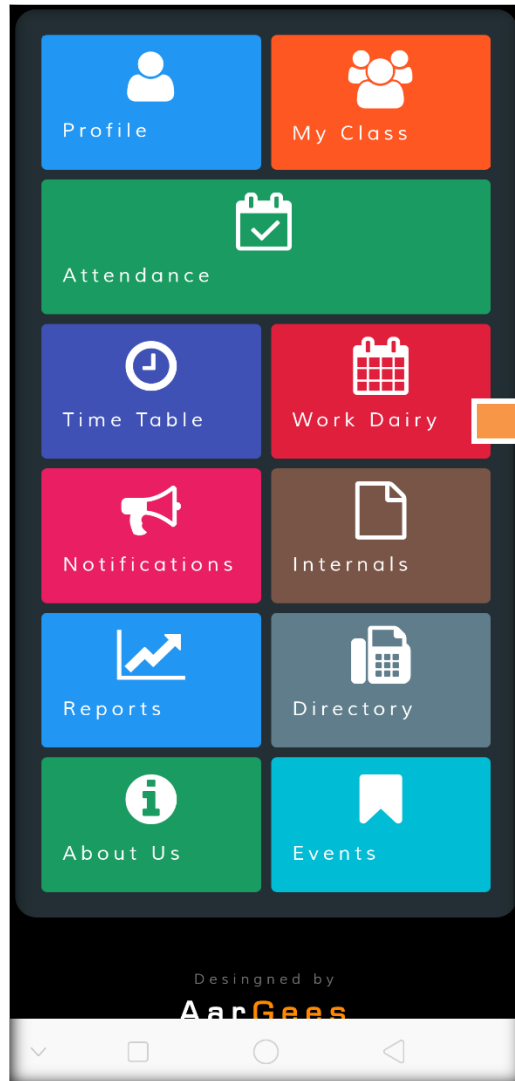 Profile
My Class
Attendance
Time Table
Work Dairy
Notifications
Internals
Reports
Directory
About Us
Events
Desingned by
AarGees